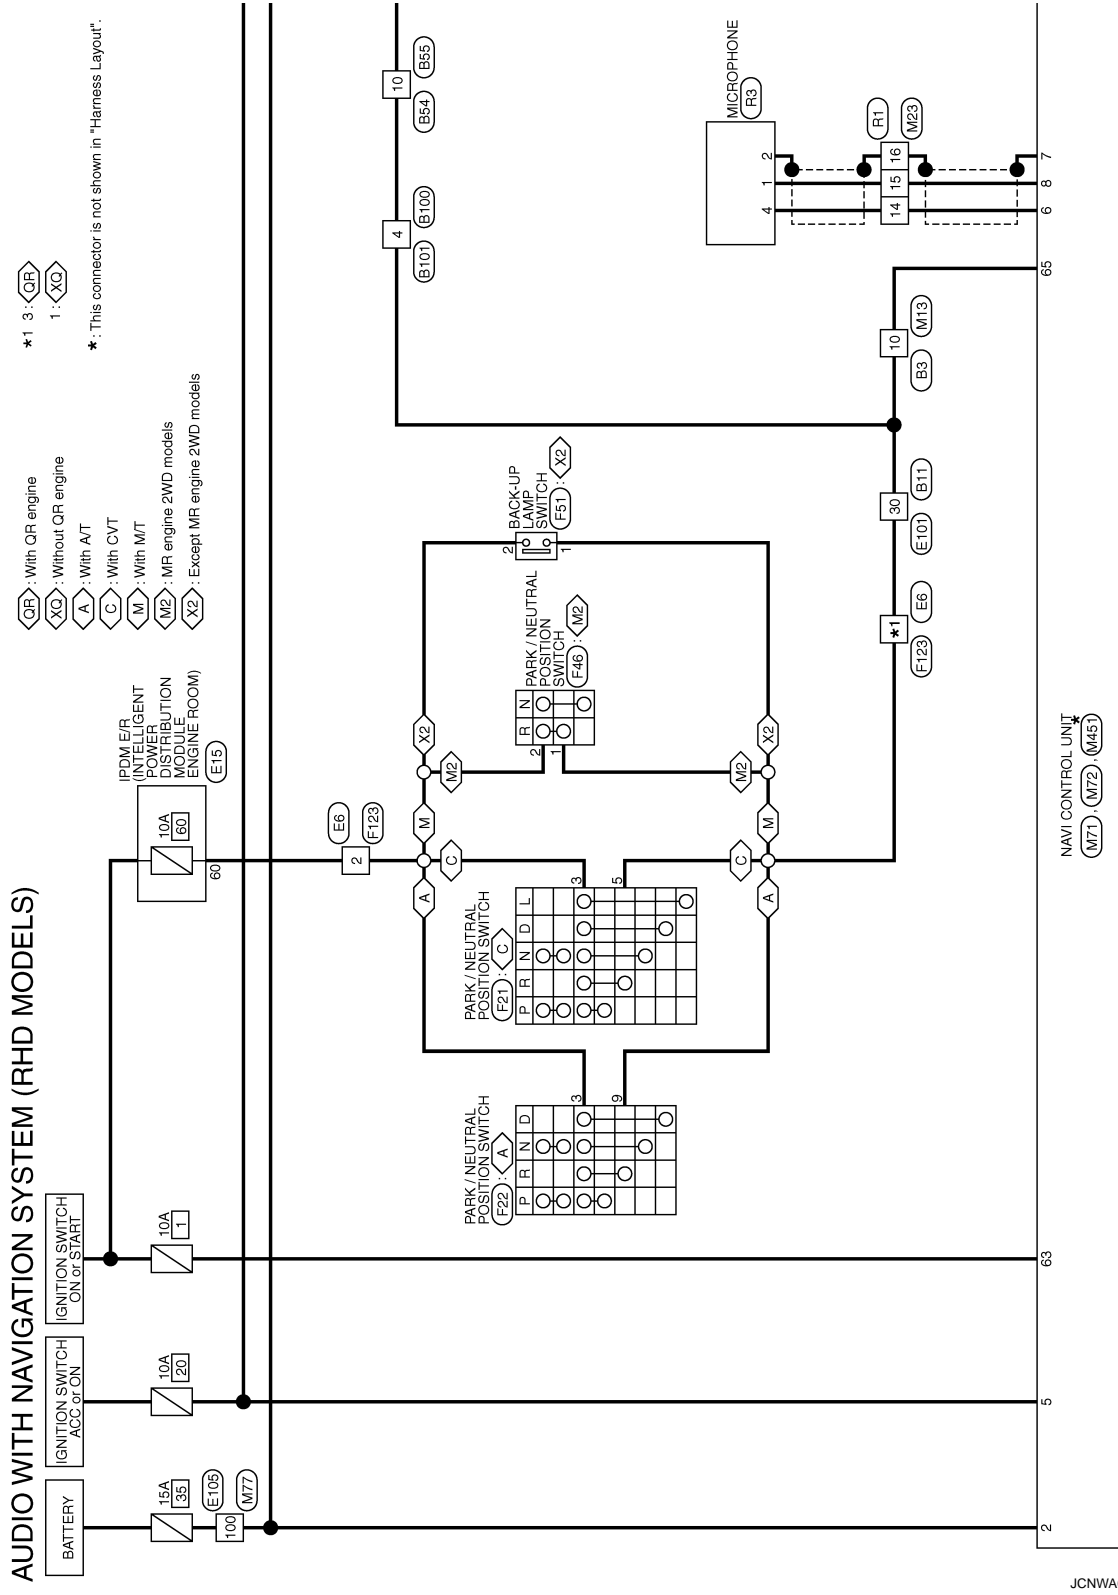 AUDIO WITH NAVIGATION SYSTEM (RHD MODELS)
BATTERY
IGNITION SWITCH
ACC or ON
IGNITION SWITCH
ON or START
15A
35
10A
20
10A
1
E105
100
M77
IPDM E/R
(INTELLIGENT
POWER
DISTRIBUTION
MODULE
ENGINE ROOM)
E15
10A
60
60
QR : With QR engine
XQ : Without QR engine
A : With A/T
C : With CVT
M : With M/T
M2 : MR engine 2WD models
X2 : Except MR engine 2WD models
*1 3 : QR
1 : XQ
* : This connector is not shown in "Harness Layout".
E6
2
F123
A
C
M
M2
X2
PARK / NEUTRAL
POSITION SWITCH
F22 : A
P R N D
3
9
PARK / NEUTRAL
POSITION SWITCH
F21 : C
P R N D L
3
5
PARK / NEUTRAL
POSITION
SWITCH
F46 : M2
R N
2
1
BACK-UP
LAMP
SWITCH
F51 : X2
2
1
A
C
M
M2
X2
B101
4
B100
B54
10
B55
F123
*1
E6
E101
30
B11
B3
10
M13
MICROPHONE
R3
4 1 2
14 15 16
R1
M23
2
5
63
65
6
8
7
NAVI CONTROL UNIT
M71 , M72 , M451 *
JCNWA